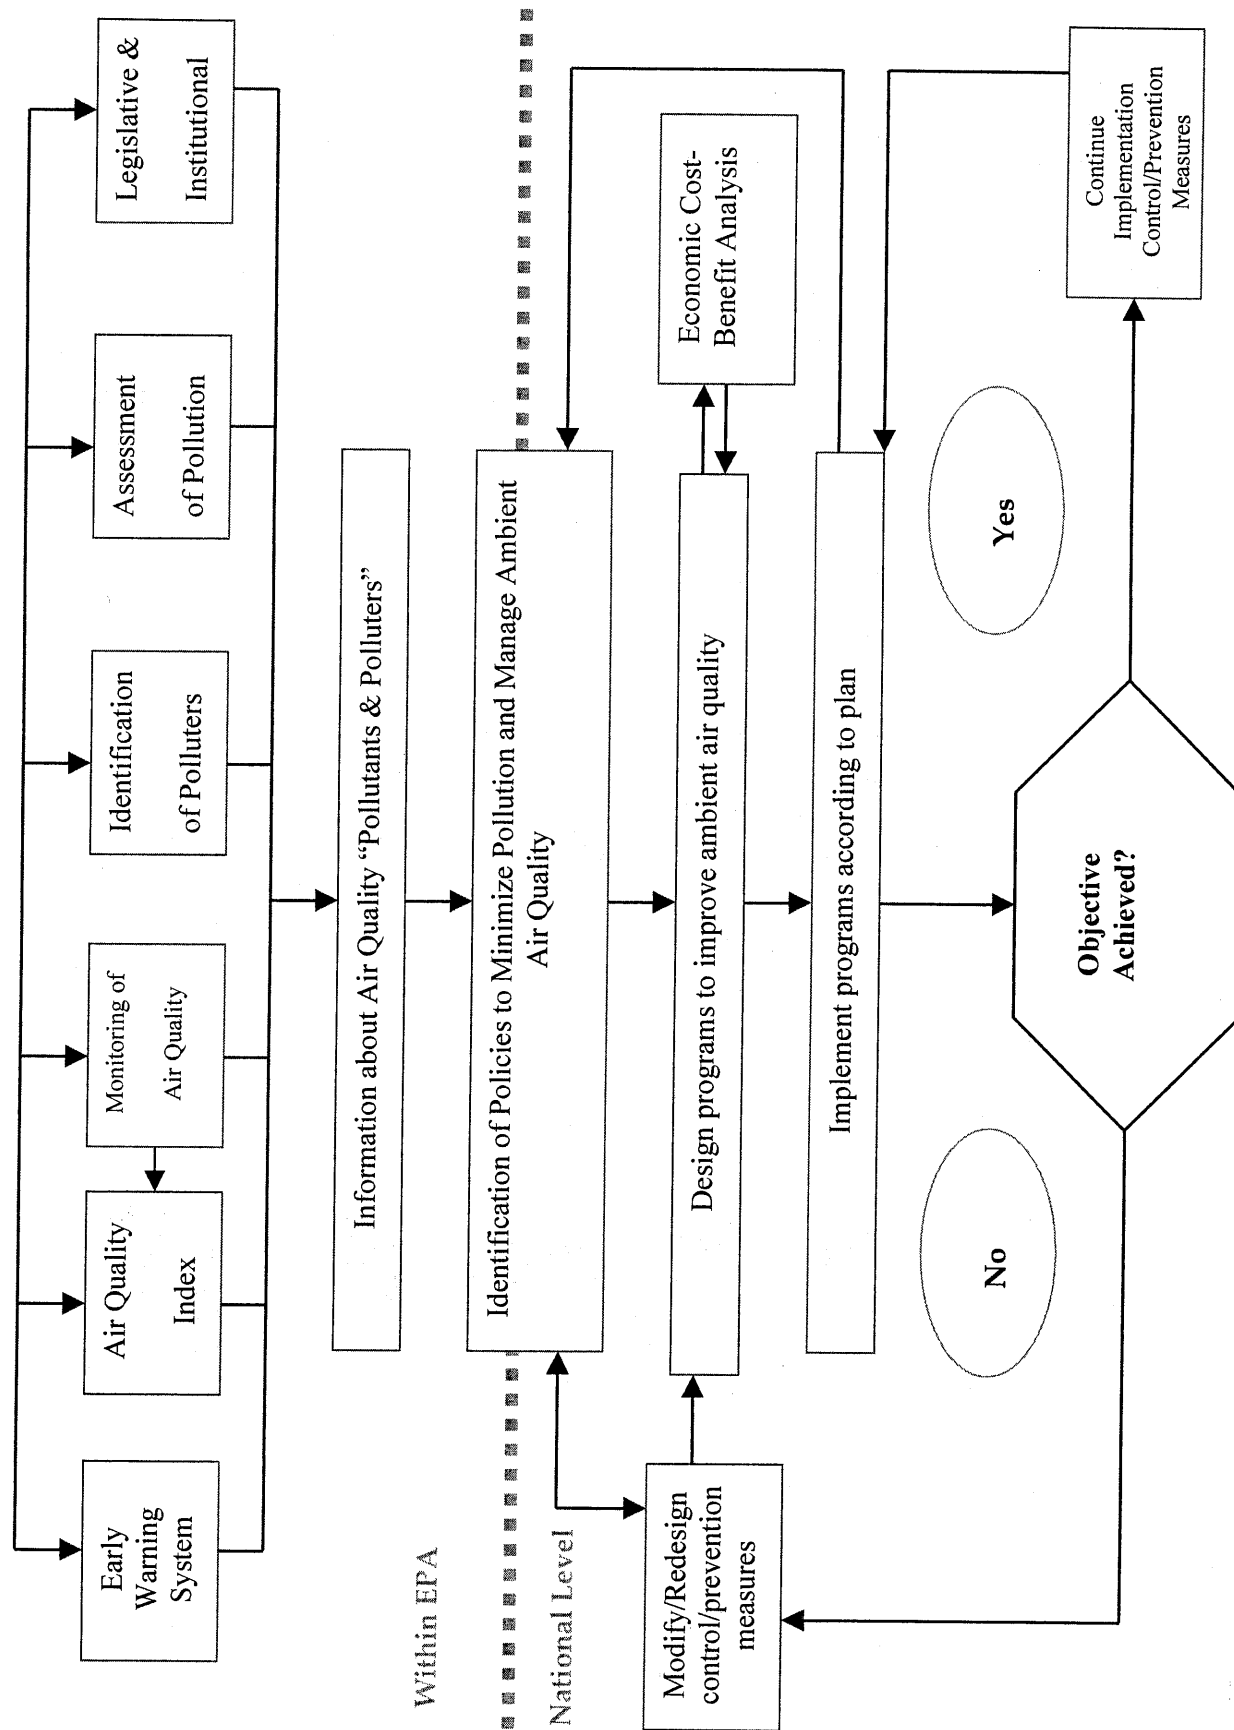 Early
Warning
System
Air Quality
Index
Monitoring of
Air Quality
Identification
of Polluters
Assessment
of Pollution
Legislative &
Institutional
Information about Air Quality “Pollutants & Polluters”
Within EPA
National Level
Identification of Policies to Minimize Pollution and Manage Ambient
Air Quality
Modify/Redesign
control/prevention
measures
Design programs to improve ambient air quality
Economic Cost-
Benefit Analysis
Implement programs according to plan
No
Yes
Objective
Achieved?
Continue
Implementation
Control/Prevention
Measures